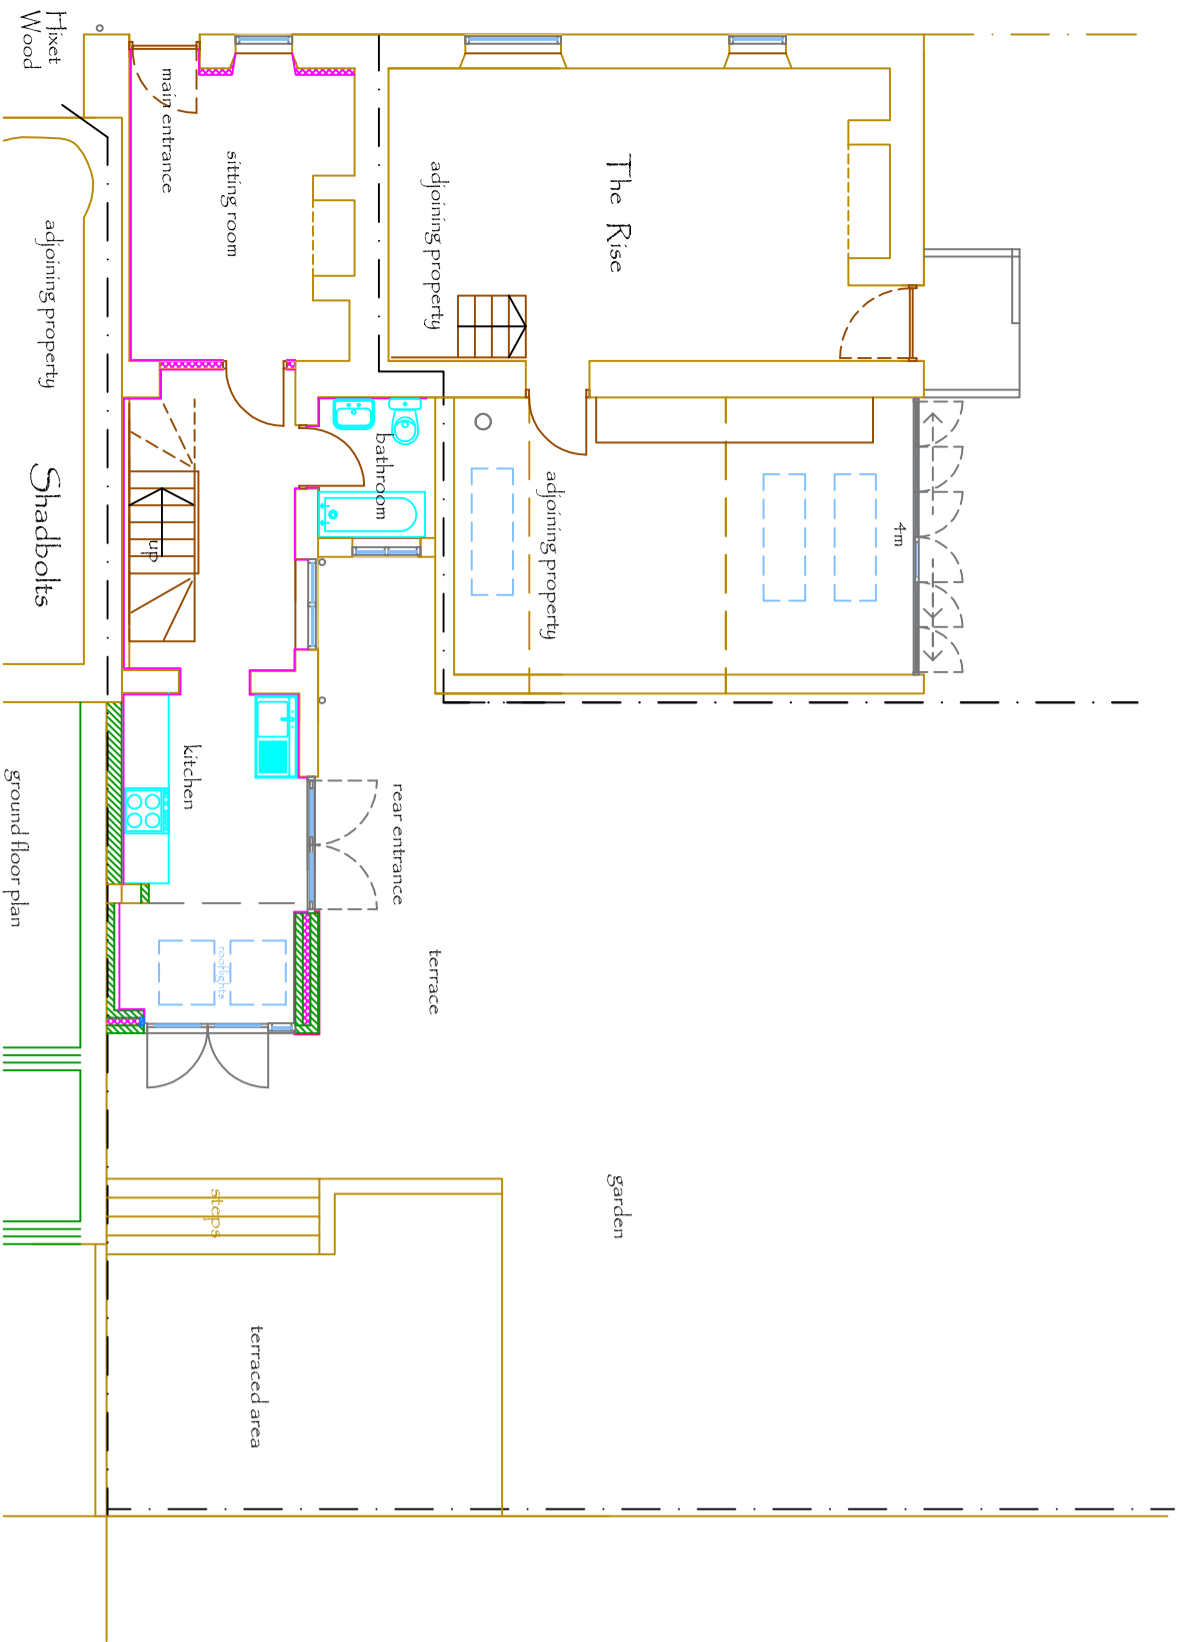 Hixet
Wood
main entrance
sitting room
adjoining property
The Rise
adjoining property
Shadbolts
up
bathroom
adjoining property
4m
kitchen
rear entrance
ground floor plan
rooflights
terrace
steps
garden
terraced area